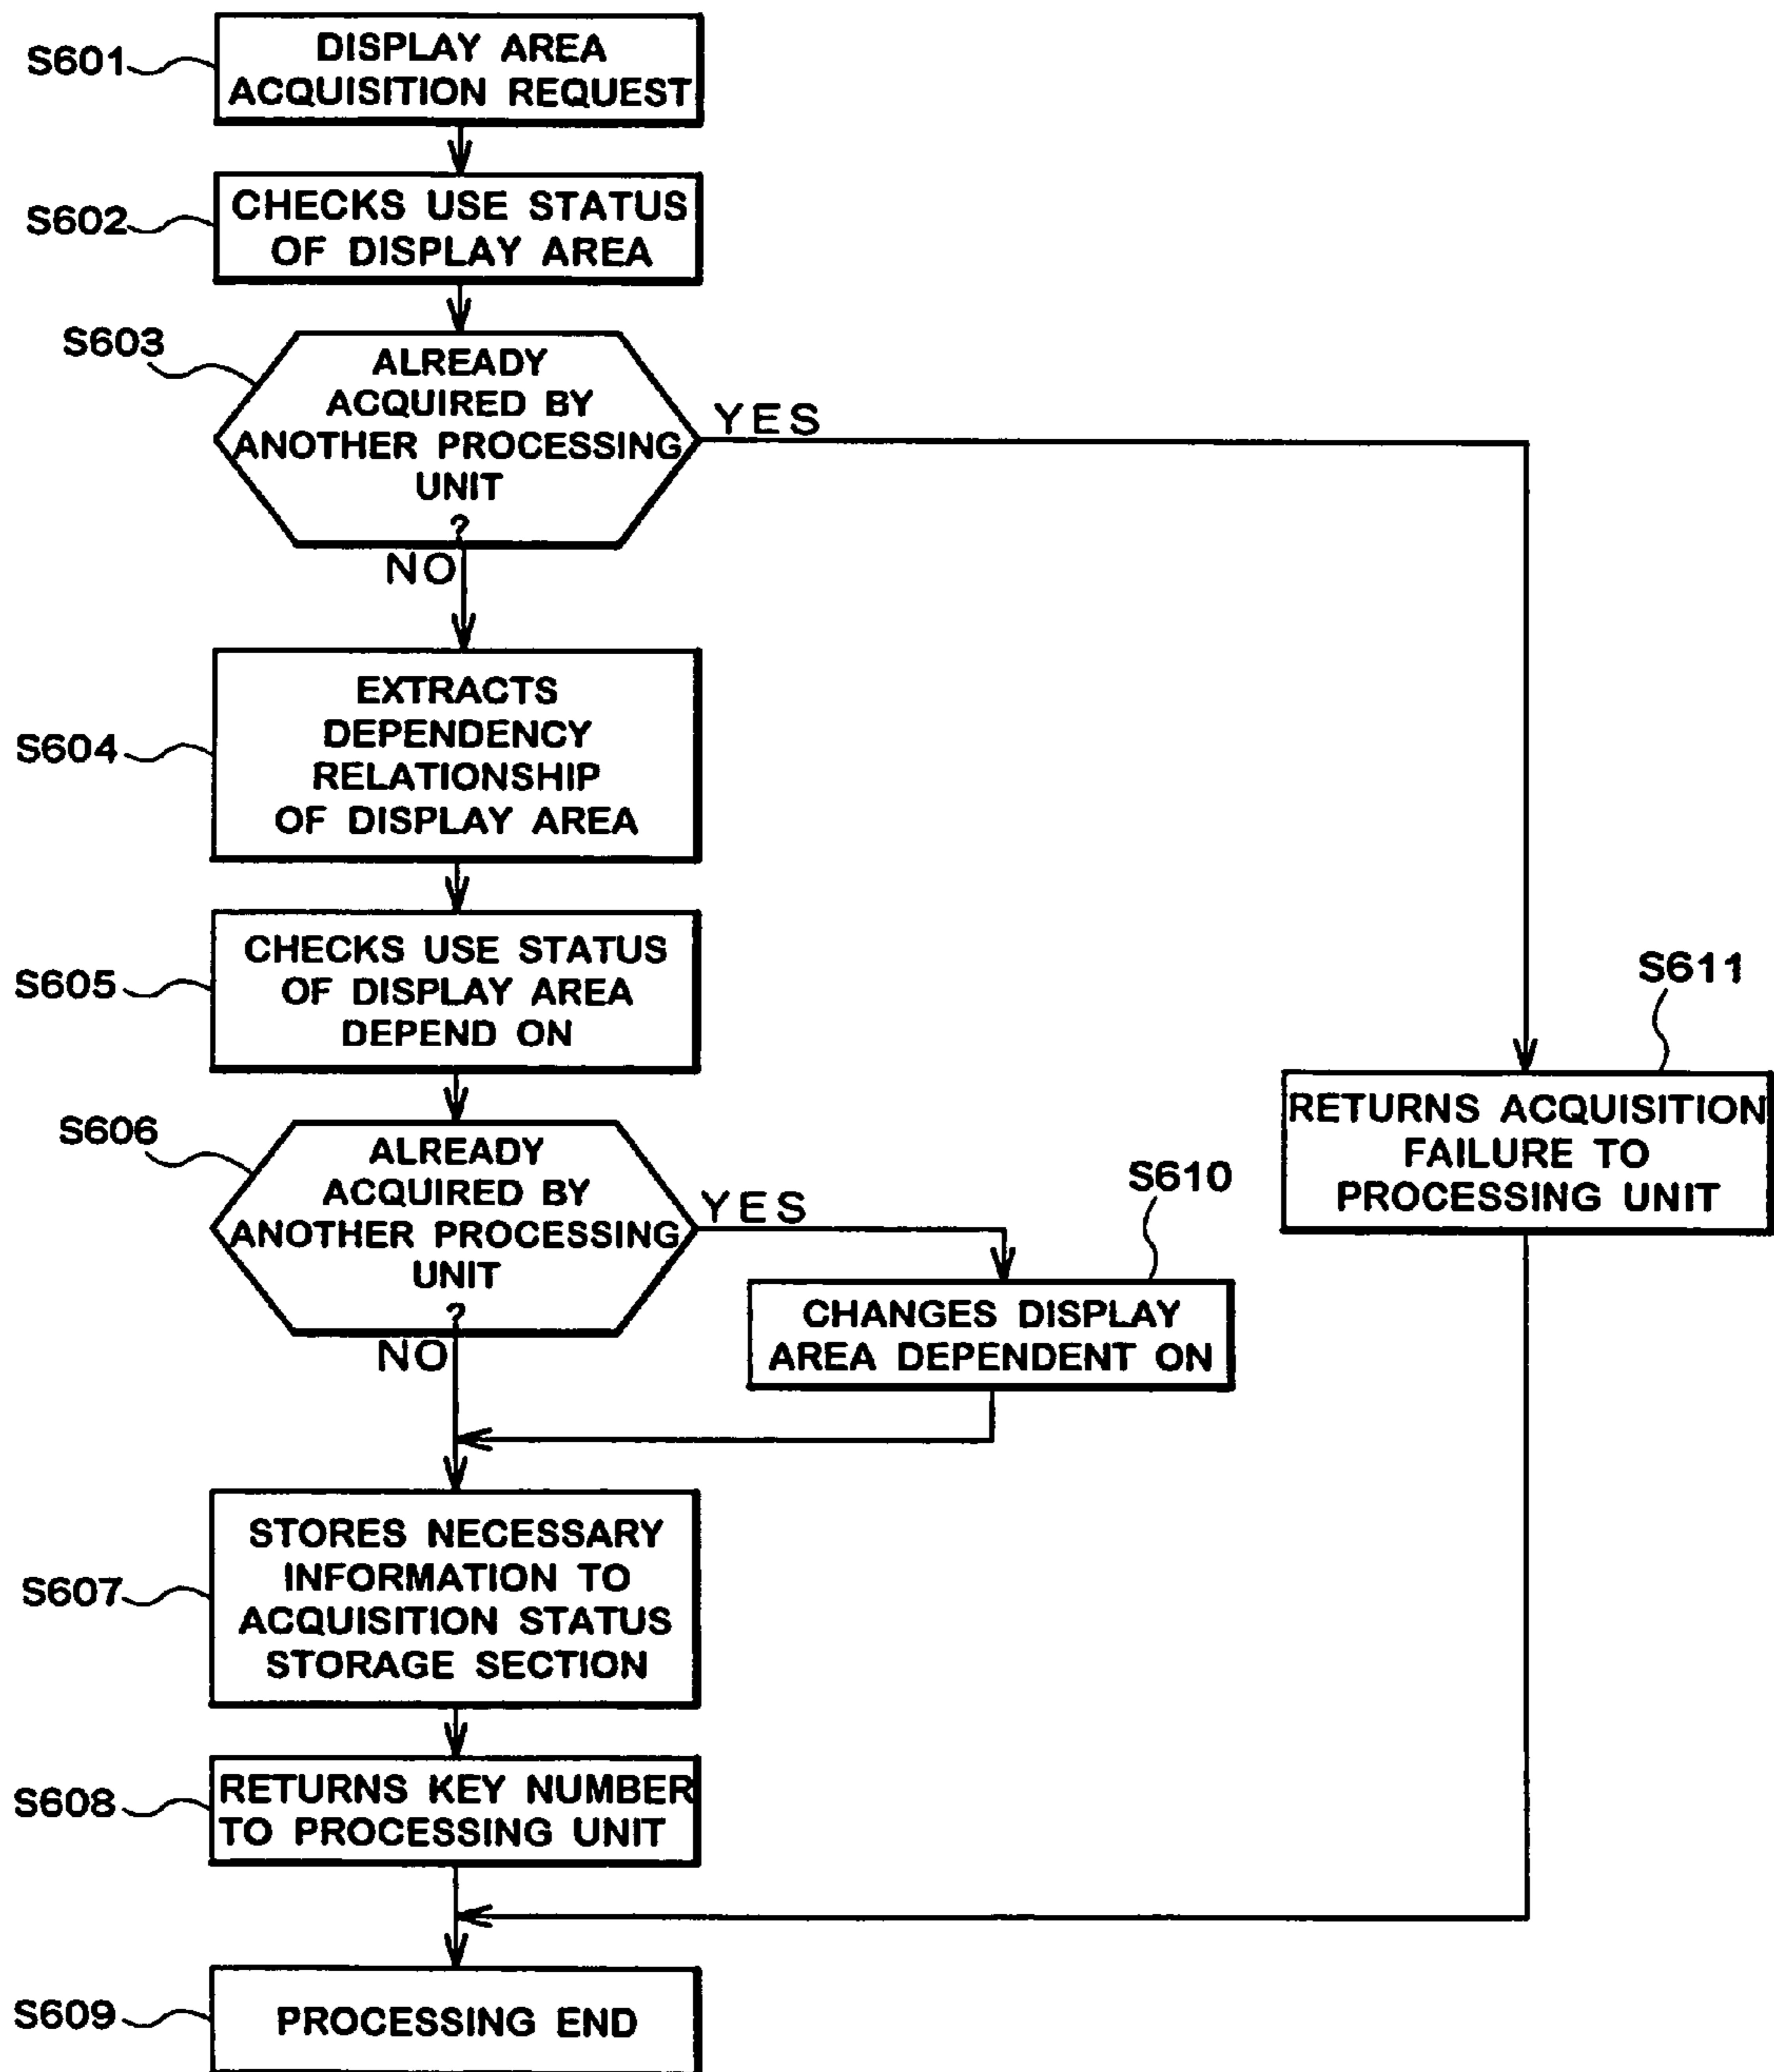 S601
DISPLAY AREA
ACQUISITION REQUEST
S602
CHECKS USE STATUS
OF DISPLAY AREA
S603
ALREADY
ACQUIRED BY
ANOTHER PROCESSING
UNIT
?
YES
NO
S604
EXTRACTS
DEPENDENCY
RELATIONSHIP
OF DISPLAY AREA
S605
CHECKS USE STATUS
OF DISPLAY AREA
DEPEND ON
S606
ALREADY
ACQUIRED BY
ANOTHER PROCESSING
UNIT
?
YES
NO
S610
CHANGES DISPLAY
AREA DEPENDENT ON
S611
RETURNS ACQUISITION
FAILURE TO
PROCESSING UNIT
S607
STORES NECESSARY
INFORMATION TO
ACQUISITION STATUS
STORAGE SECTION
S608
RETURNS KEY NUMBER
TO PROCESSING UNIT
S609
PROCESSING END